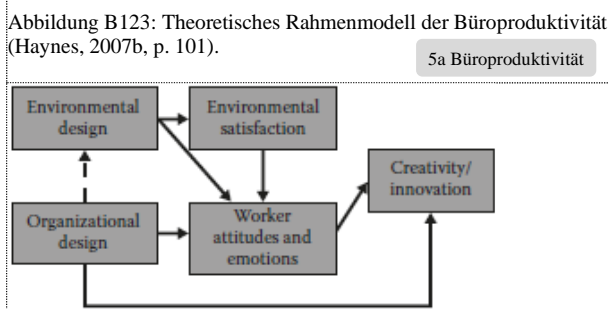 Abbildung B123: Theoretisches Rahmenmodell der Büroproduktivität
(Haynes, 2007b, p. 101).
5a Büroproduktivität
Environmental
design
Environmental
satisfaction
Creativity/
innovation
Organizational
design
Worker
attitudes and
emotions